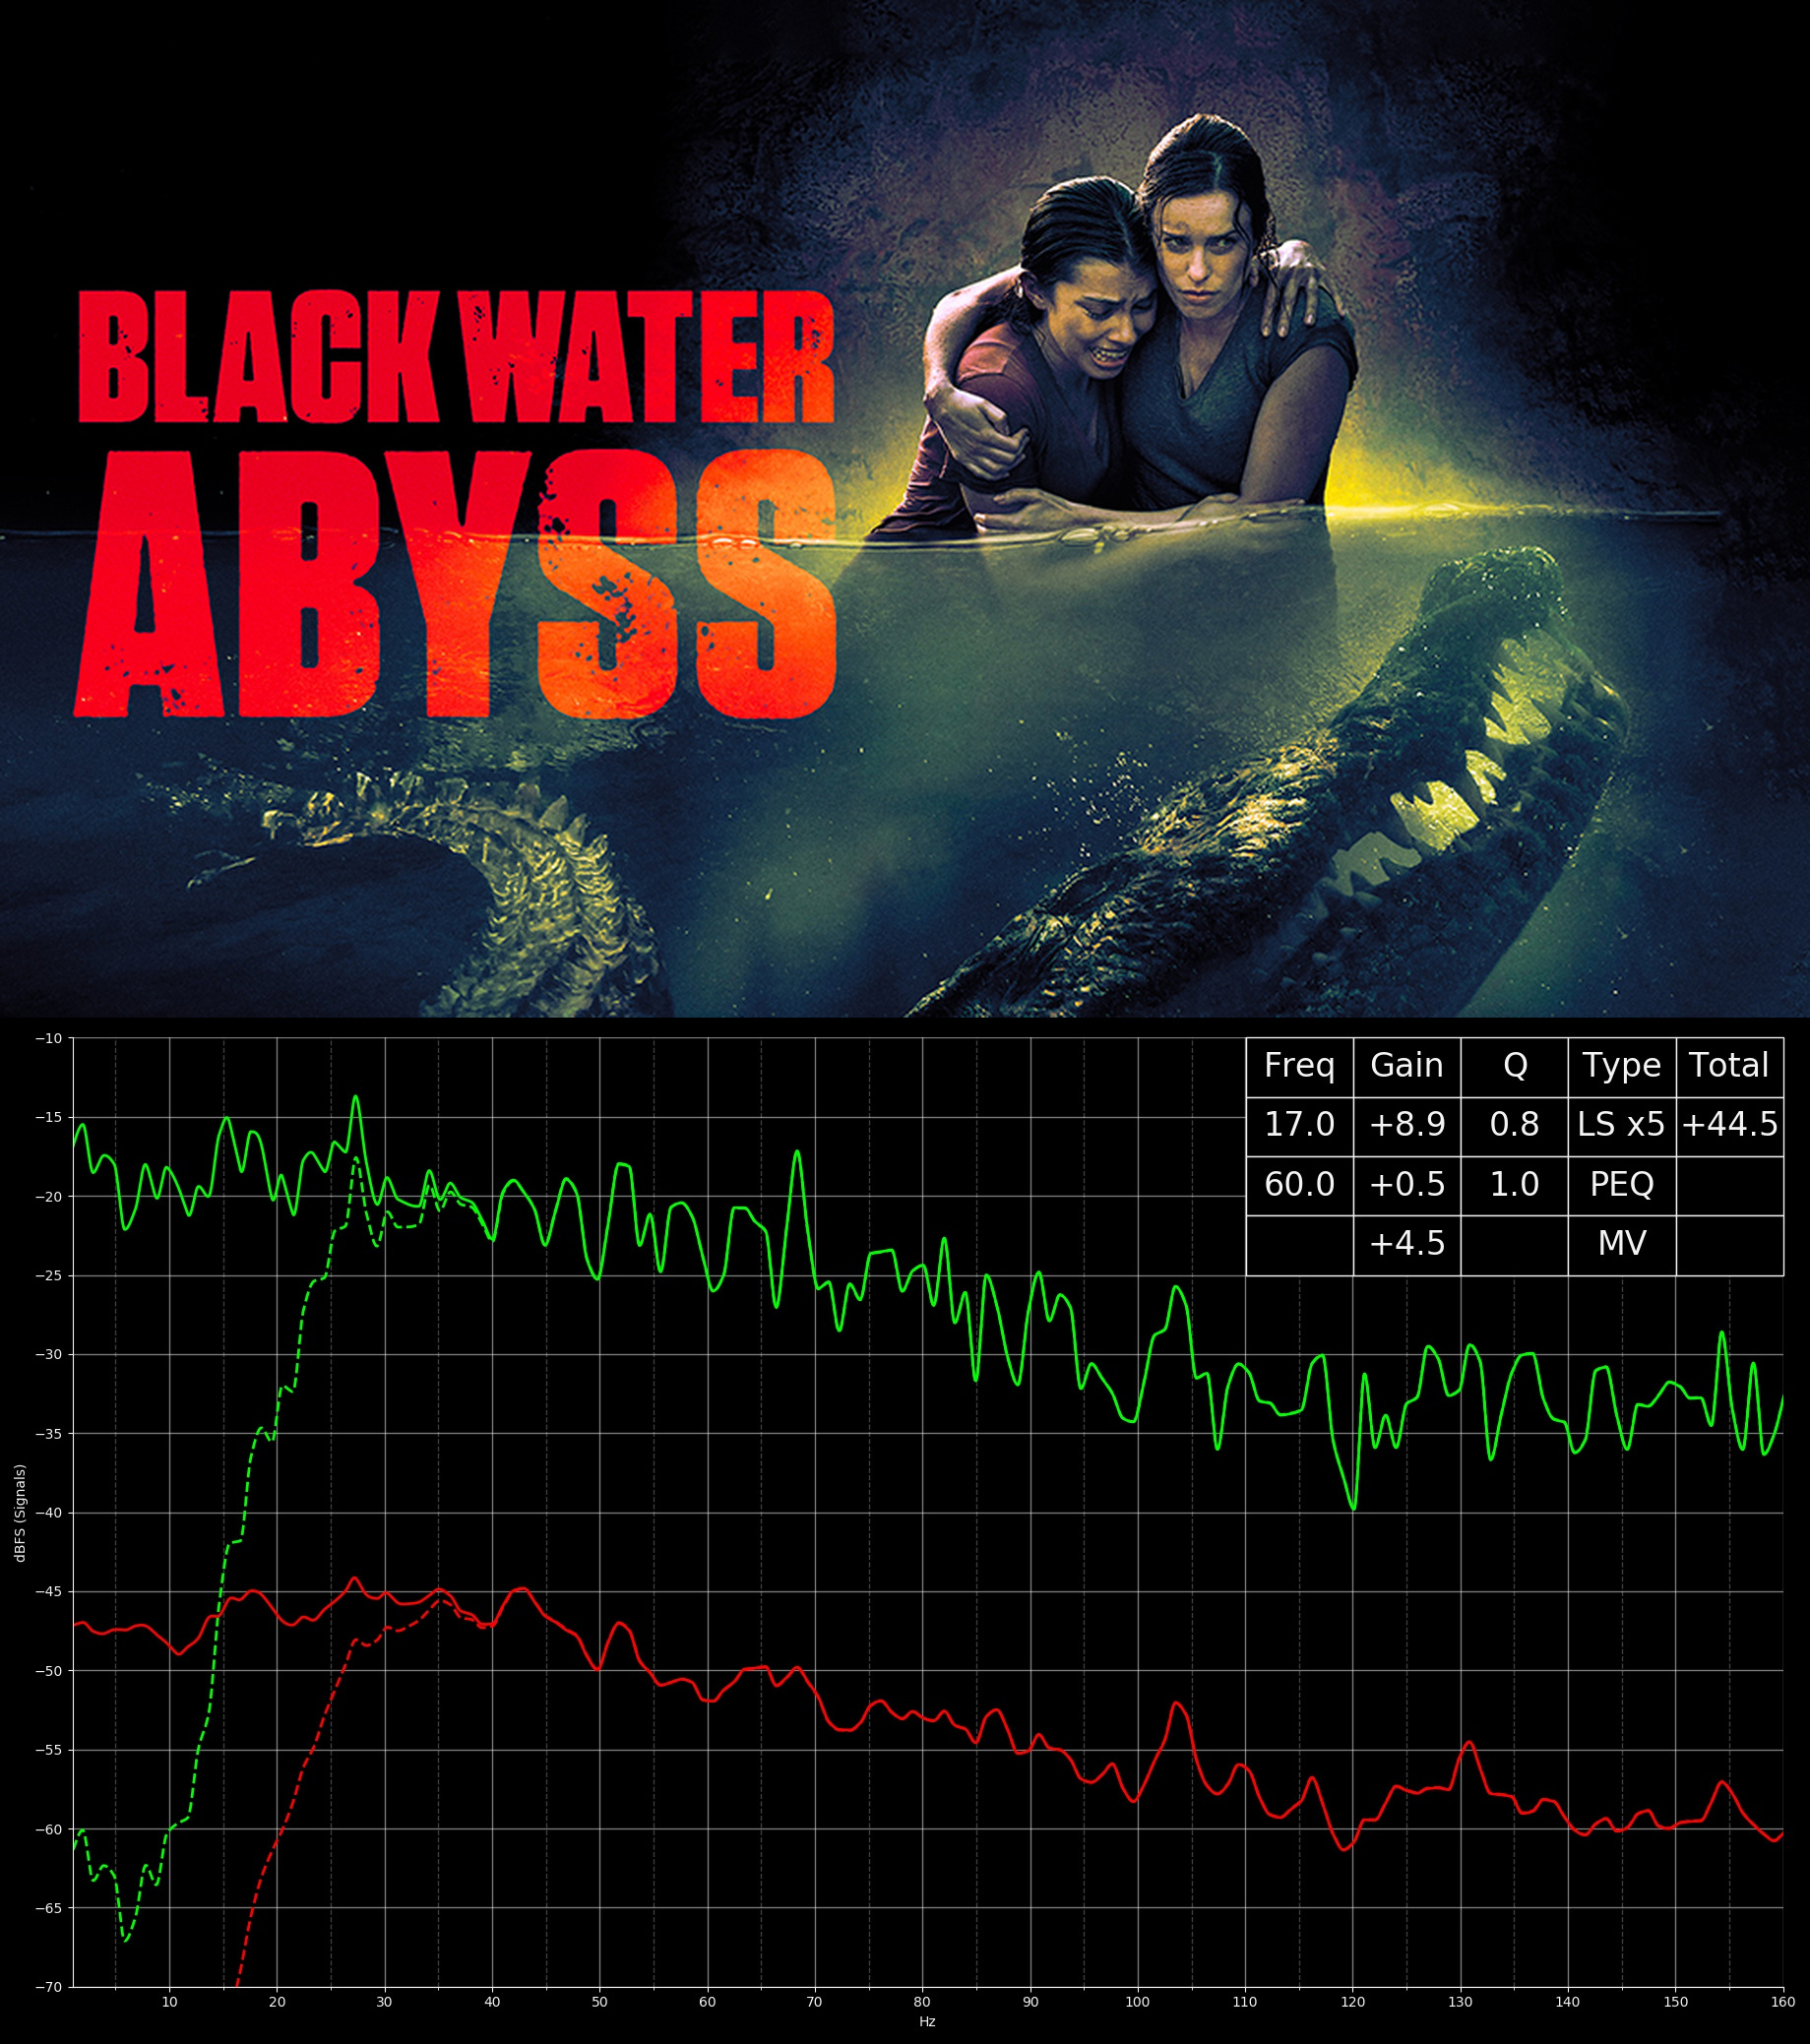 BLACK WATER
ABYSS
Freq Gain Q Type Total
17.0 +8.9 0.8 LS x5 +44.5
60.0 +0.5 1.0 PEQ
+4.5 MV
−10
−15
−20
−25
−30
−35
−40
−45
−50
−55
−60
−65
−70
dBFS (Signals)
10 20 30 40 50 60 70 80 90 100 110 120 130 140 150 160
Hz